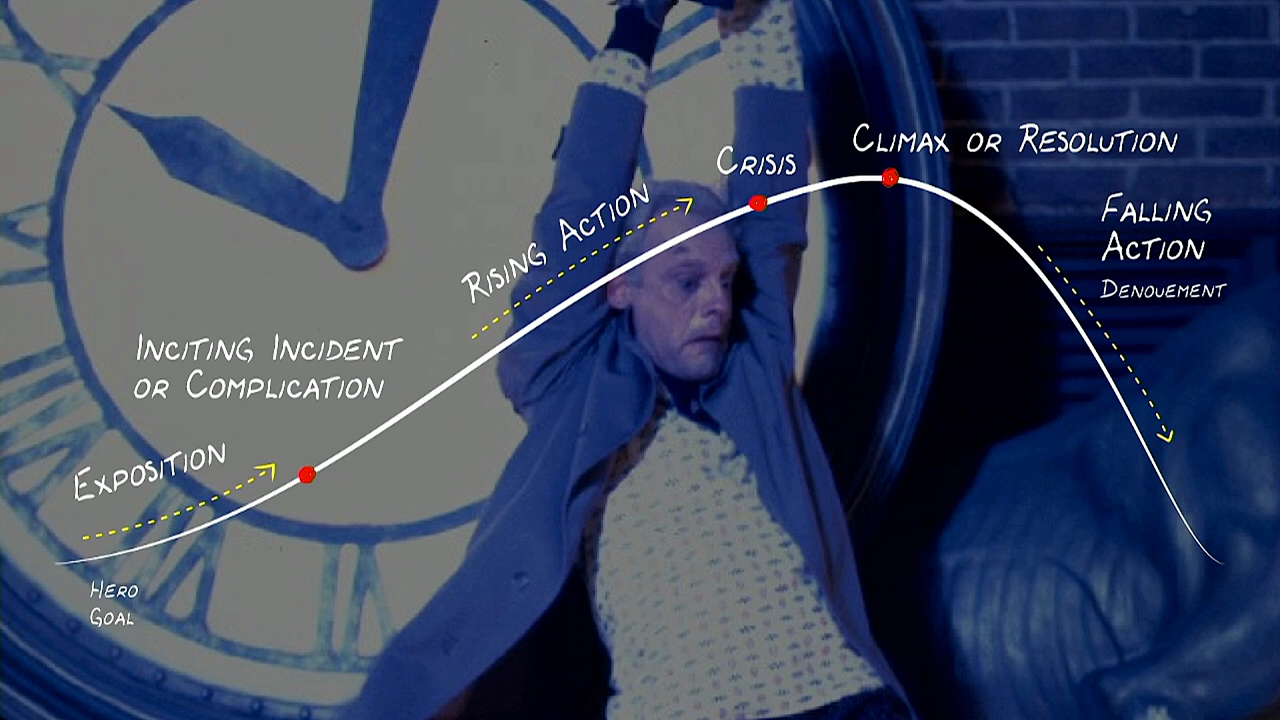 Exposition
Hero
Goal
Inciting Incident
or Complication
Rising Action
Crisis
Climax or Resolution
Falling
Action
Denouement